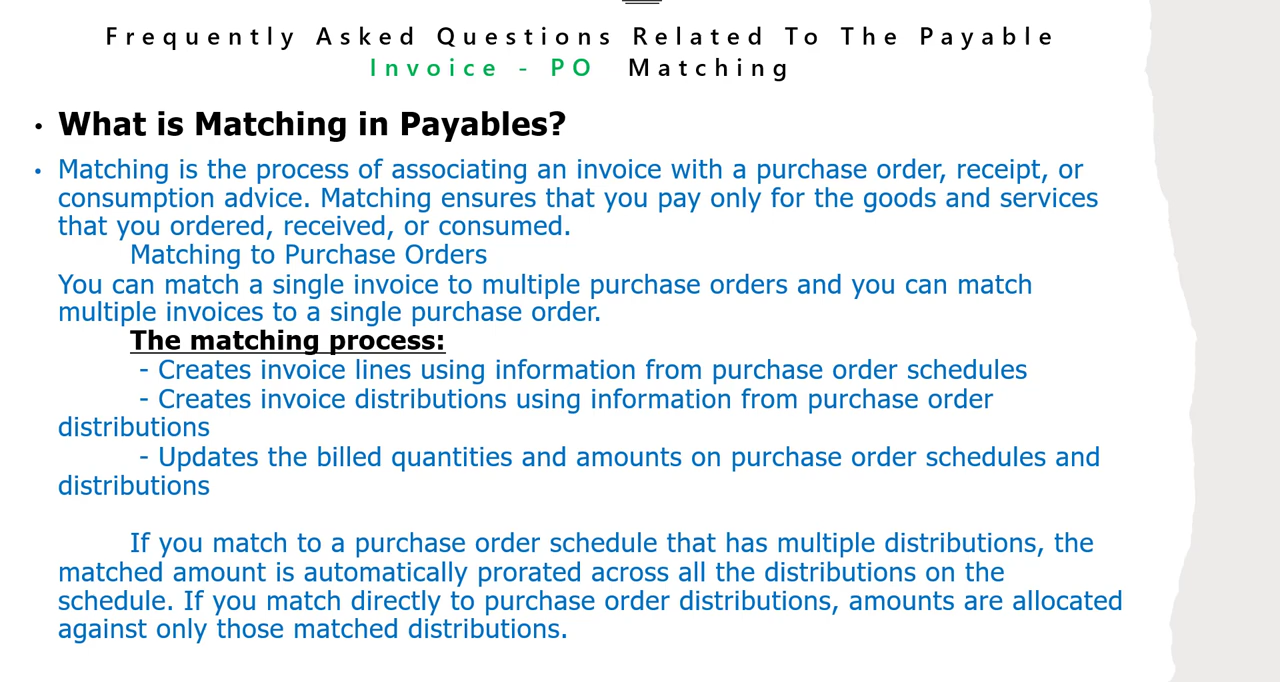 Frequently Asked Questions Related To The Payable
Invoice - PO Matching
• What is Matching in Payables?
• Matching is the process of associating an invoice with a purchase order, receipt, or
consumption advice. Matching ensures that you pay only for the goods and services
that you ordered, received, or consumed.
Matching to Purchase Orders
You can match a single invoice to multiple purchase orders and you can match
multiple invoices to a single purchase order.
The matching process:
- Creates invoice lines using information from purchase order schedules
- Creates invoice distributions using information from purchase order
distributions
- Updates the billed quantities and amounts on purchase order schedules and
distributions
If you match to a purchase order schedule that has multiple distributions, the
matched amount is automatically prorated across all the distributions on the
schedule. If you match directly to purchase order distributions, amounts are allocated
against only those matched distributions.